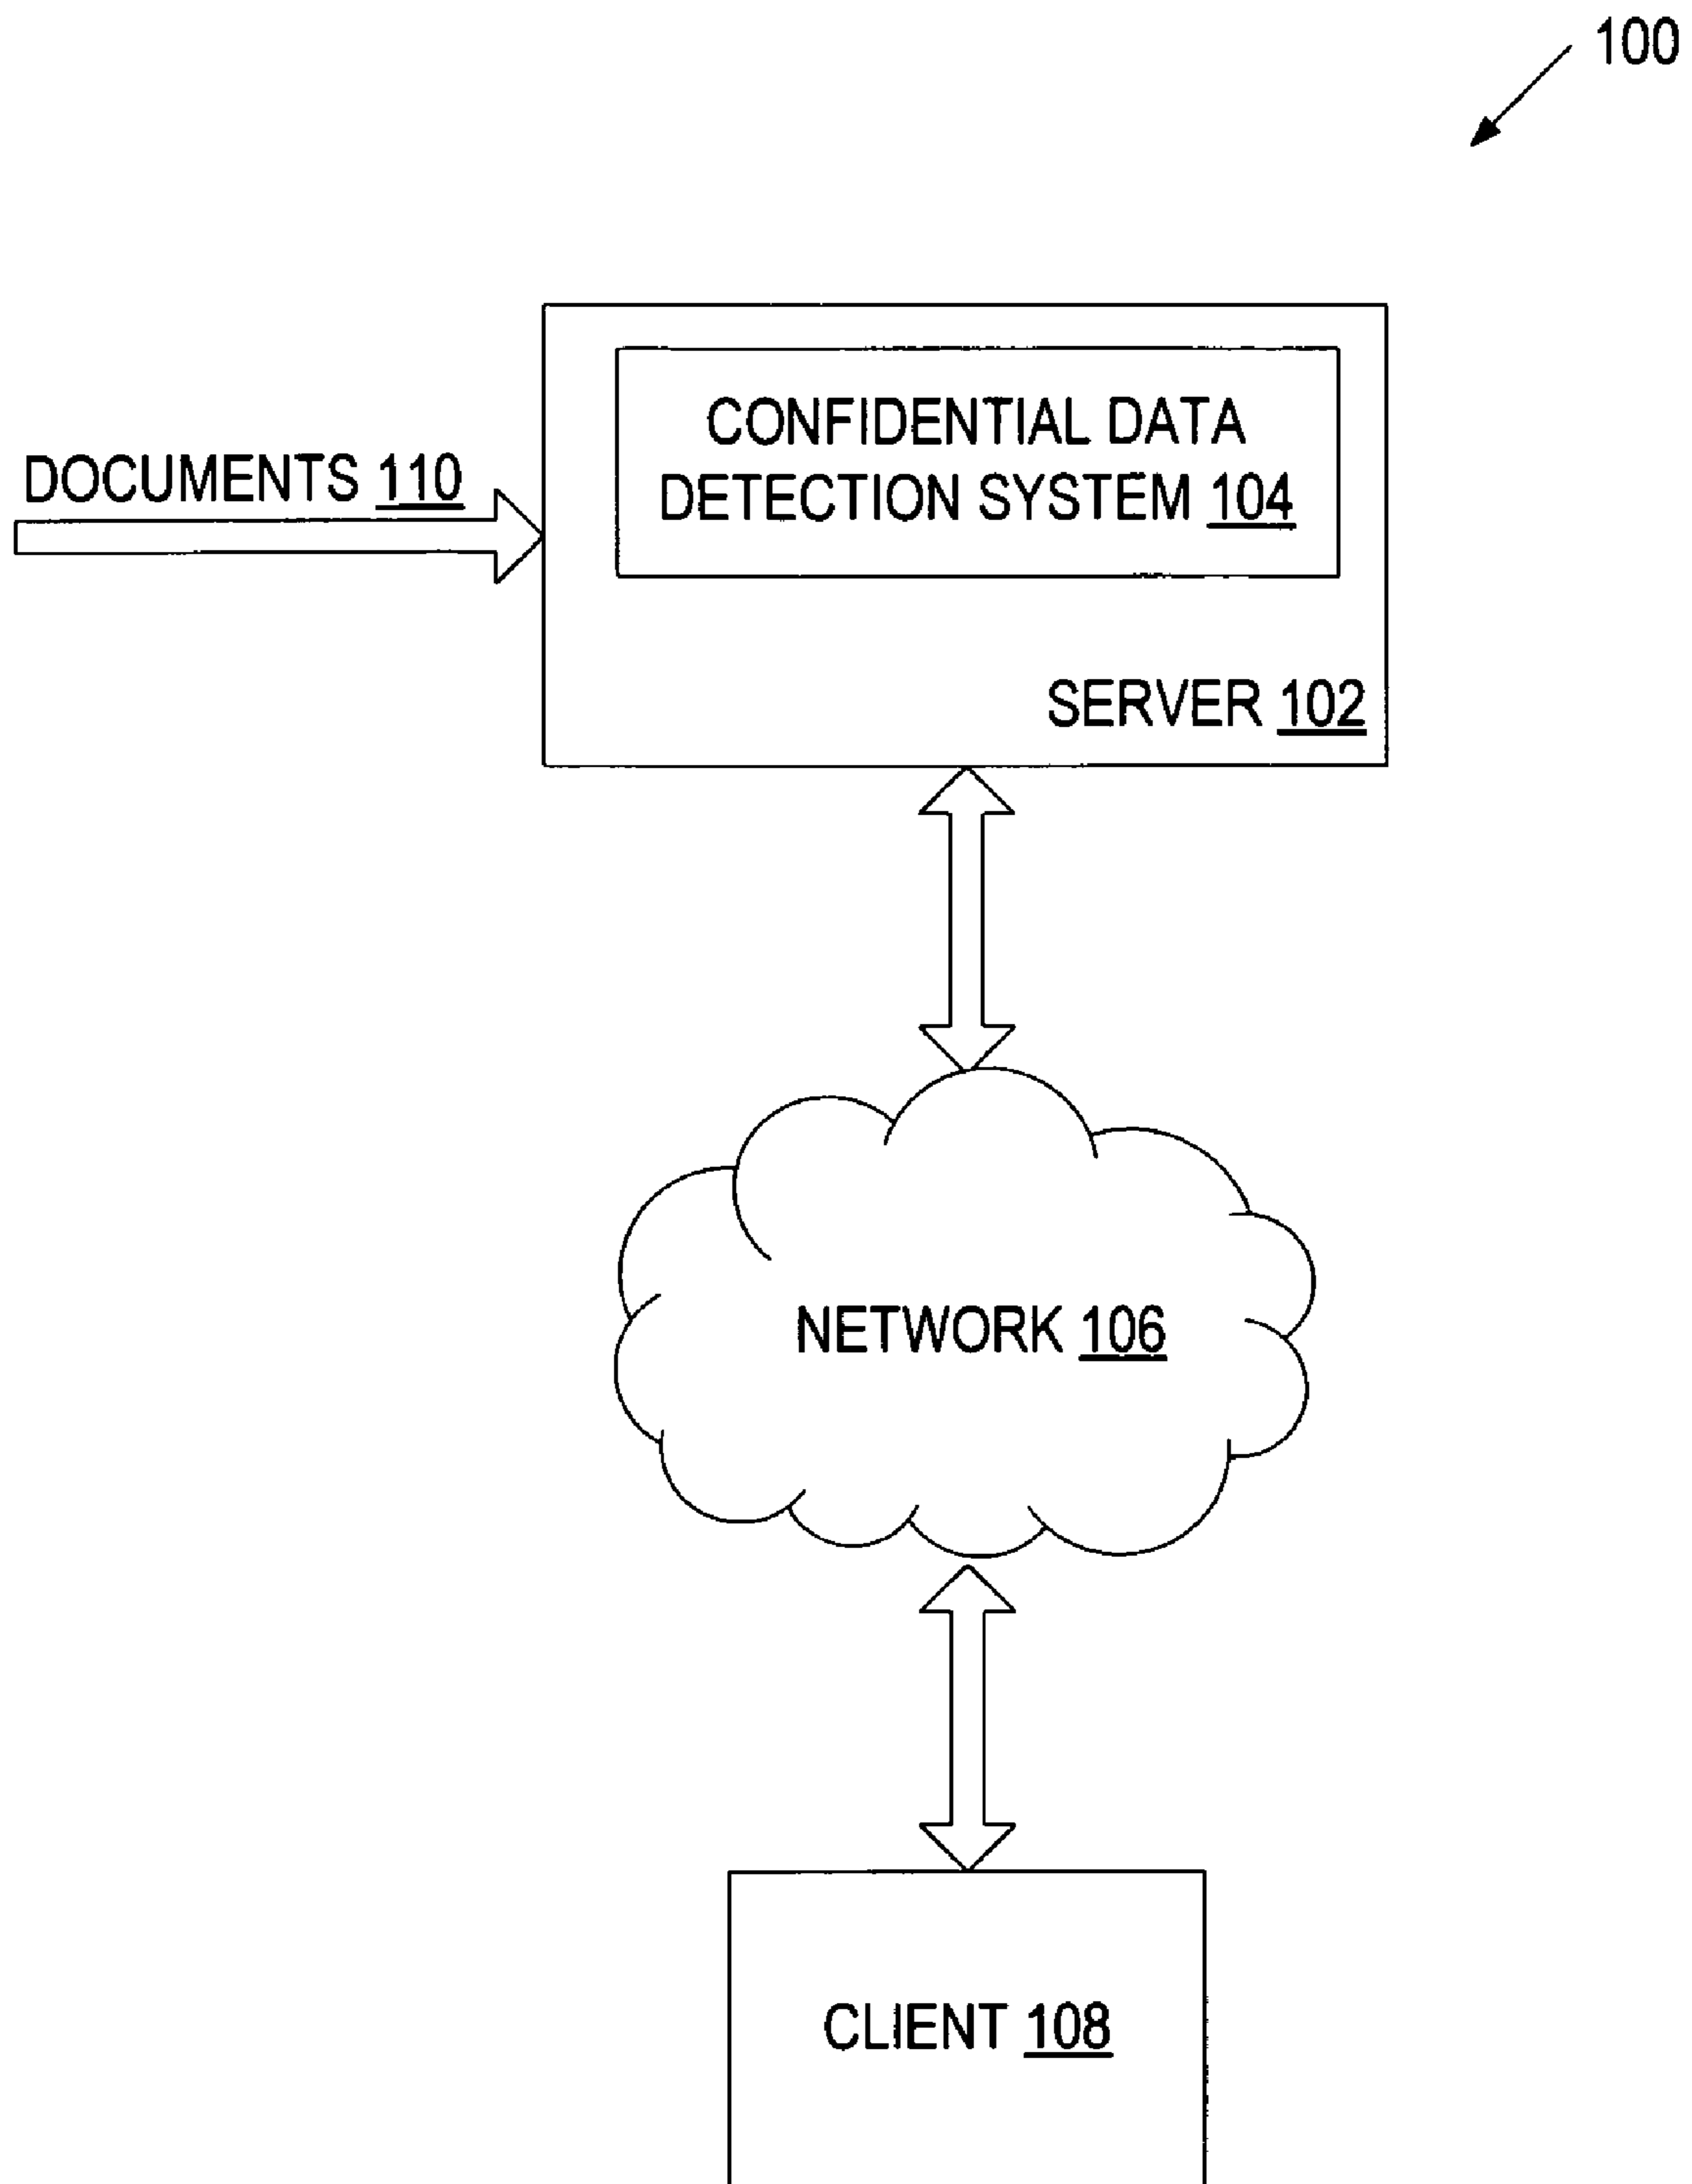 100
CONFIDENTIAL DATA
DETECTION SYSTEM 104
DOCUMENTS 110
SERVER 102
NETWORK 106
CLIENT 108